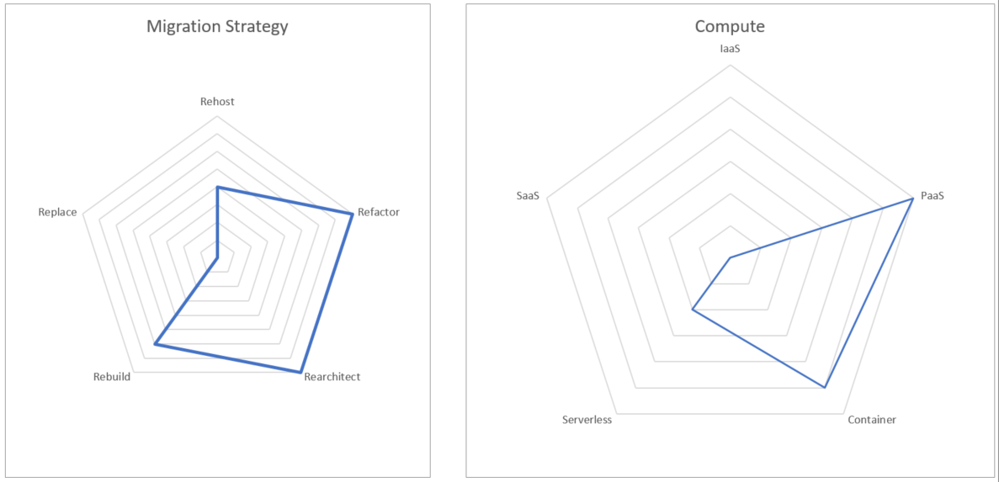 Migration Strategy
Rehost
Refactor
Rearchitect
Rebuild
Replace
Compute
IaaS
PaaS
Container
Serverless
SaaS